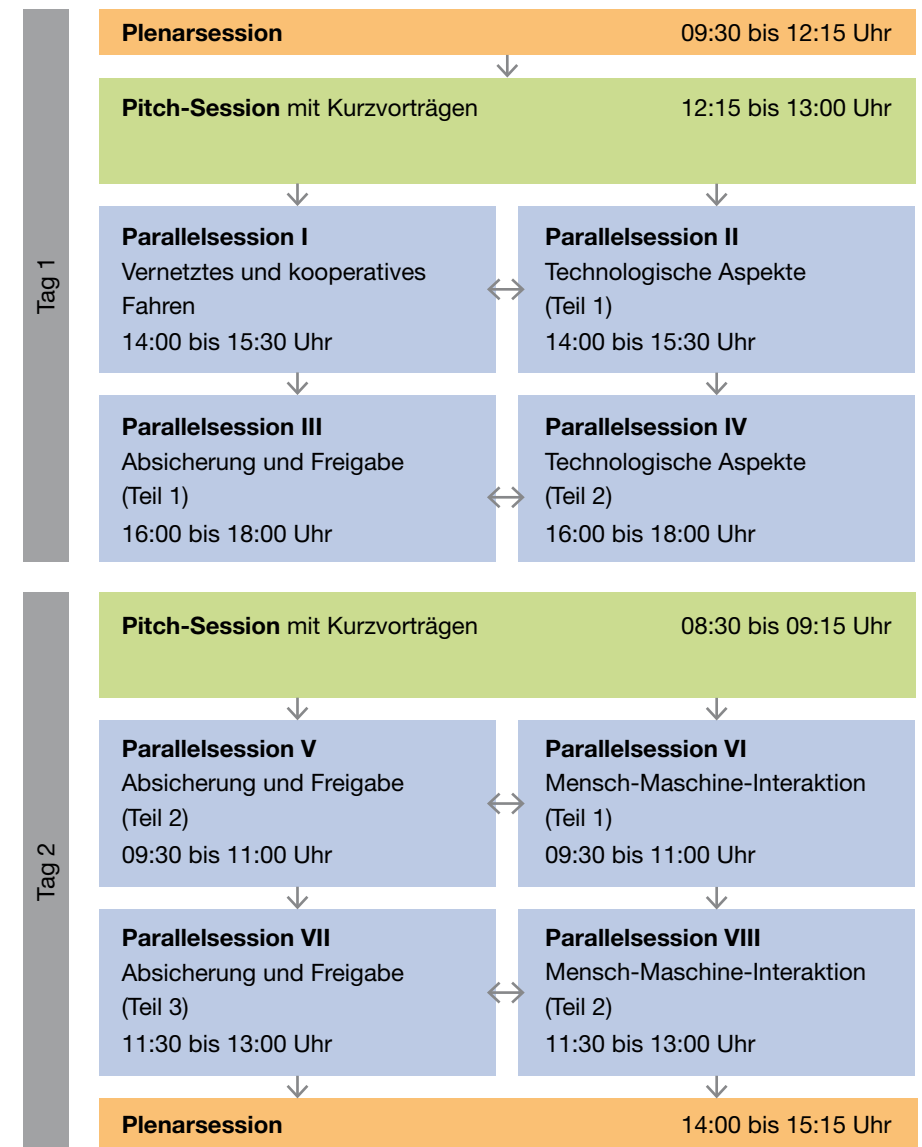 Tag 1
Plenarsession 09:30 bis 12:15 Uhr
Pitch-Session mit Kurzvorträgen 12:15 bis 13:00 Uhr
Parallelsession I
Vernetztes und kooperatives
Fahren
14:00 bis 15:30 Uhr
Parallelsession II
Technologische Aspekte
(Teil 1)
14:00 bis 15:30 Uhr
Parallelsession III
Absicherung und Freigabe
(Teil 1)
16:00 bis 18:00 Uhr
Parallelsession IV
Technologische Aspekte
(Teil 2)
16:00 bis 18:00 Uhr
Tag 2
Pitch-Session mit Kurzvorträgen 08:30 bis 09:15 Uhr
Parallelsession V
Absicherung und Freigabe
(Teil 2)
09:30 bis 11:00 Uhr
Parallelsession VI
Mensch-Maschine-Interaktion
(Teil 1)
09:30 bis 11:00 Uhr
Parallelsession VII
Absicherung und Freigabe
(Teil 3)
11:30 bis 13:00 Uhr
Parallelsession VIII
Mensch-Maschine-Interaktion
(Teil 2)
11:30 bis 13:00 Uhr
Plenarsession 14:00 bis 15:15 Uhr